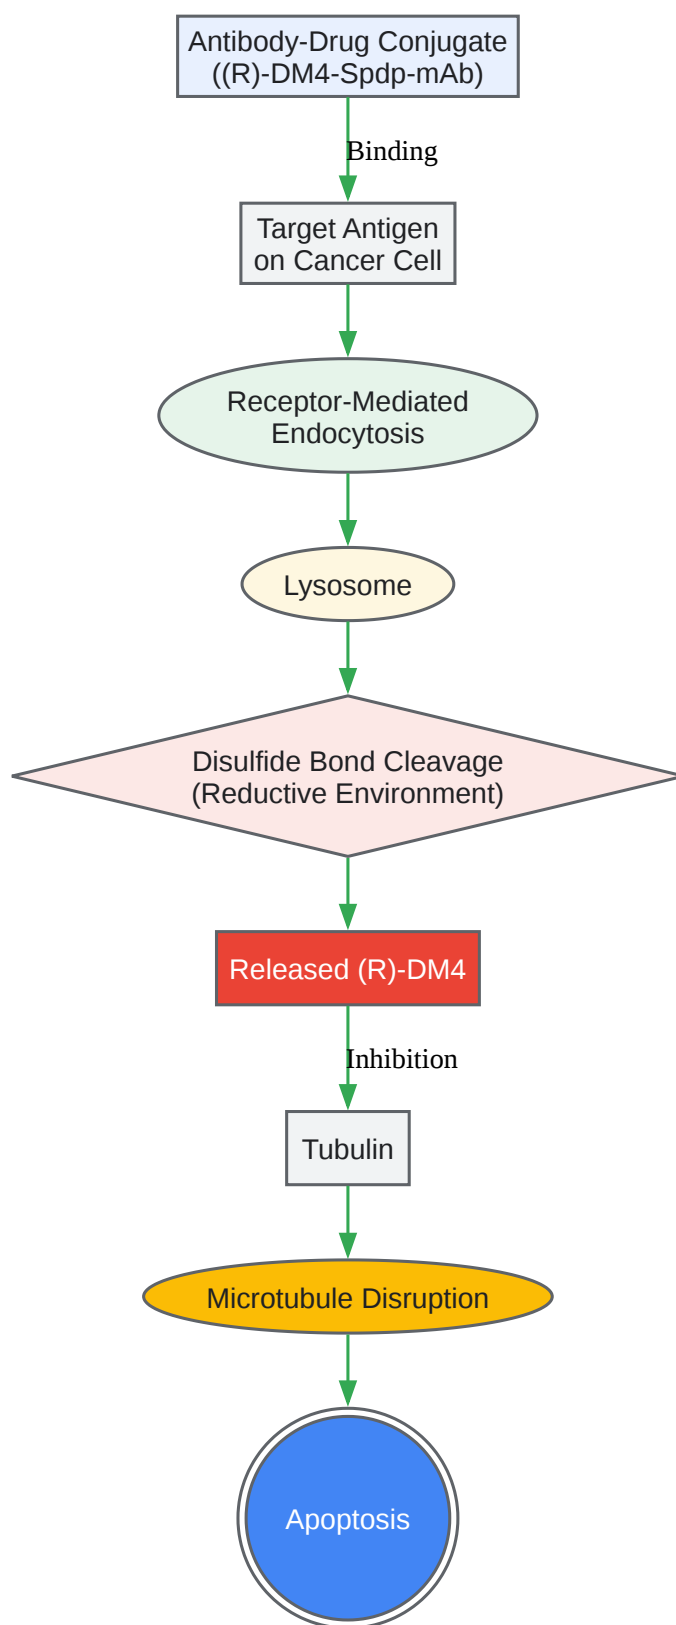 Antibody-Drug Conjugate
((R)-DM4-Spdp-mAb)
Binding
Target Antigen
on Cancer Cell
Receptor-Mediated
Endocytosis
Lysosome
Disulfide Bond Cleavage
(Reductive Environment)
Released (R)-DM4
Inhibition
Tubulin
Microtubule Disruption
Apoptosis